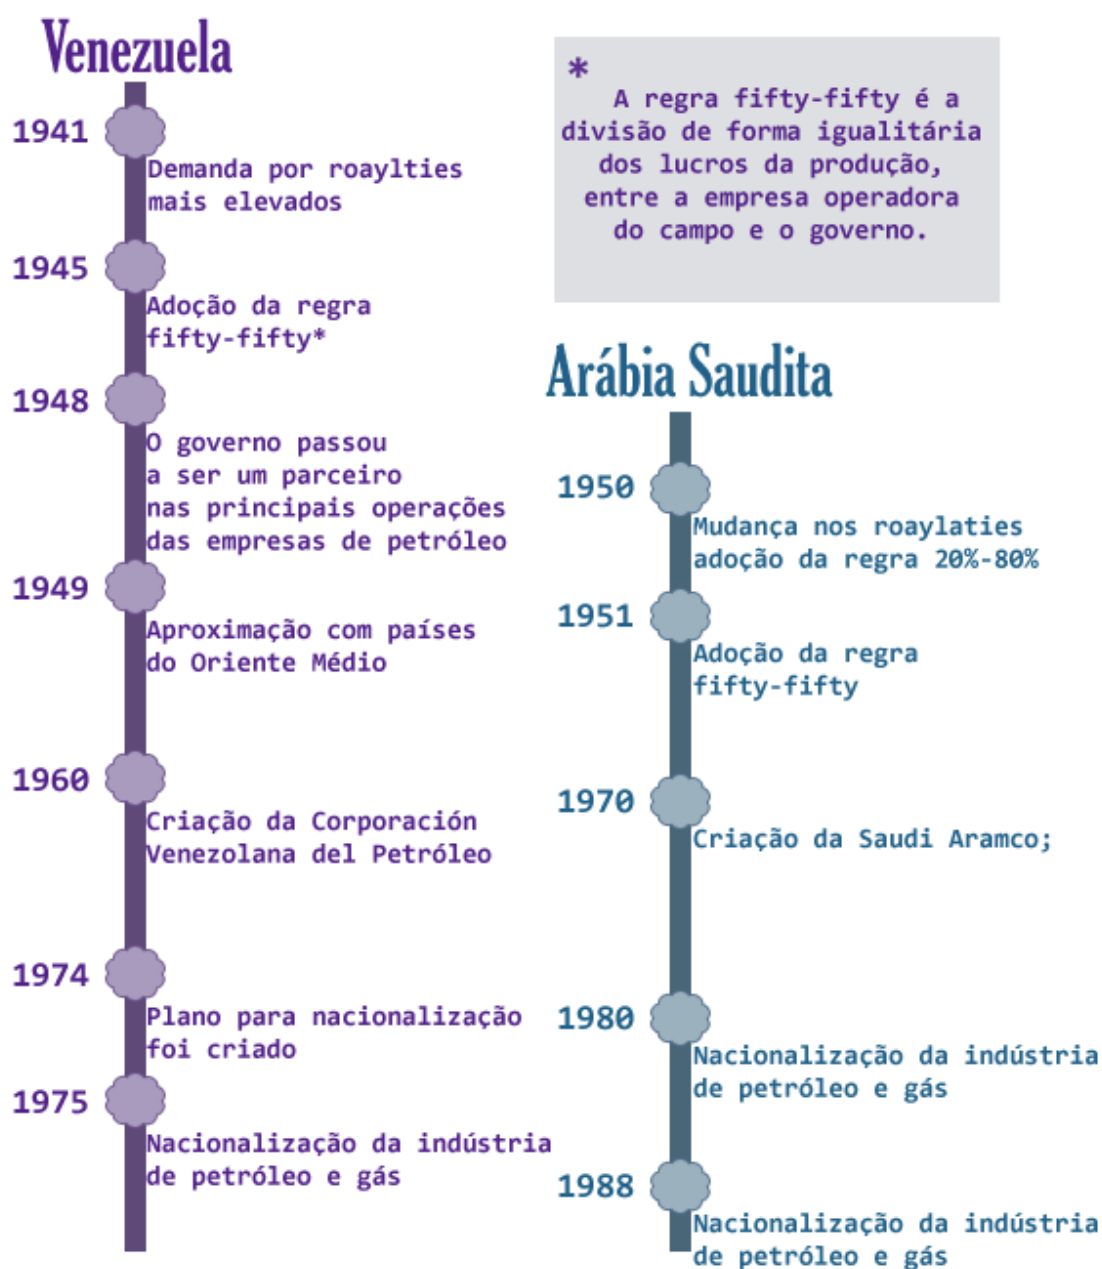 Venezuela
1941
Demanda por roaylties
mais elevados
1945
Adoção da regra
fifty-fifty*
1948
O governo passou
a ser um parceiro
nas principais operações
das empresas de petróleo
1949
Aproximação com países
do Oriente Médio
1960
Criação da Corporación
Venezolana del Petróleo
1974
Plano para nacionalização
foi criado
1975
Nacionalização da indústria
de petróleo e gás
*
A regra fifty-fifty é a
divisão de forma igualitária
dos lucros da produção,
entre a empresa operadora
do campo e o governo.
Arábia Saudita
1950
Mudança nos roaylaties
adoção da regra 20%-80%
1951
Adoção da regra
fifty-fifty
1970
Criação da Saudi Aramco;
1980
Nacionalização da indústria
de petróleo e gás
1988
Nacionalização da indústria
de petróleo e gás